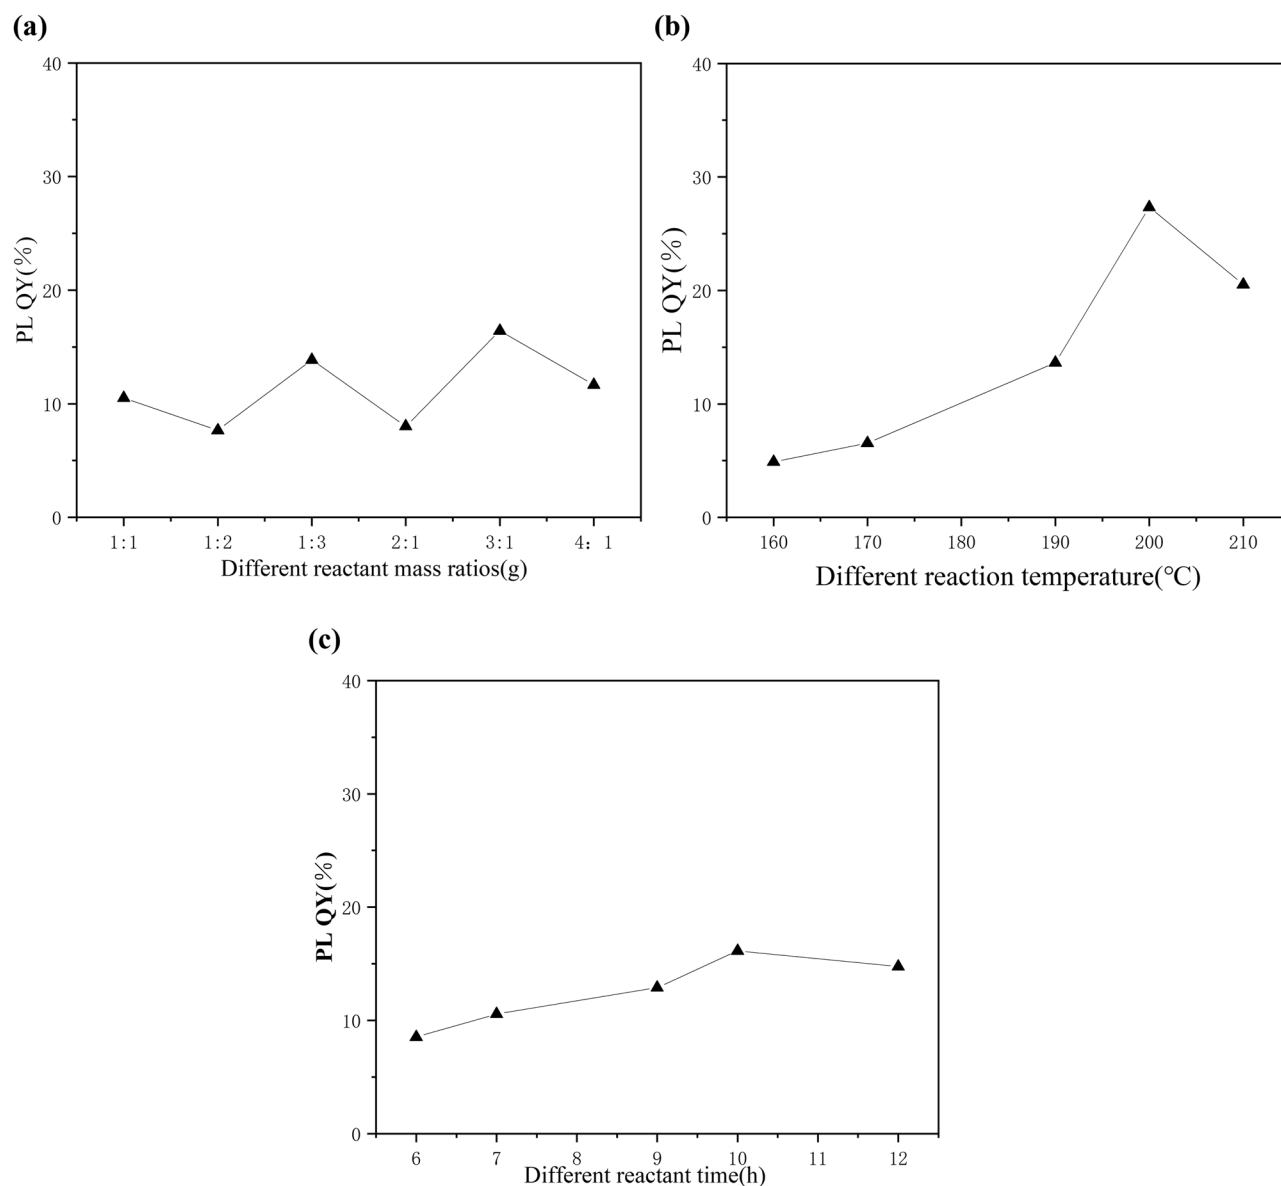 (a)
40
30
20
10
0
PL QY(%)
1:1 1:2 1:3 2:1 3:1 4: 1
Different reactant mass ratios(g)
(b)
40
30
20
10
0
PL QY(%)
160 170 180 190 200 210
Different reaction temperature(℃)
(c)
40
30
20
10
0
PL QY(%)
6 7 8 9 10 11 12
Different reactant time(h)